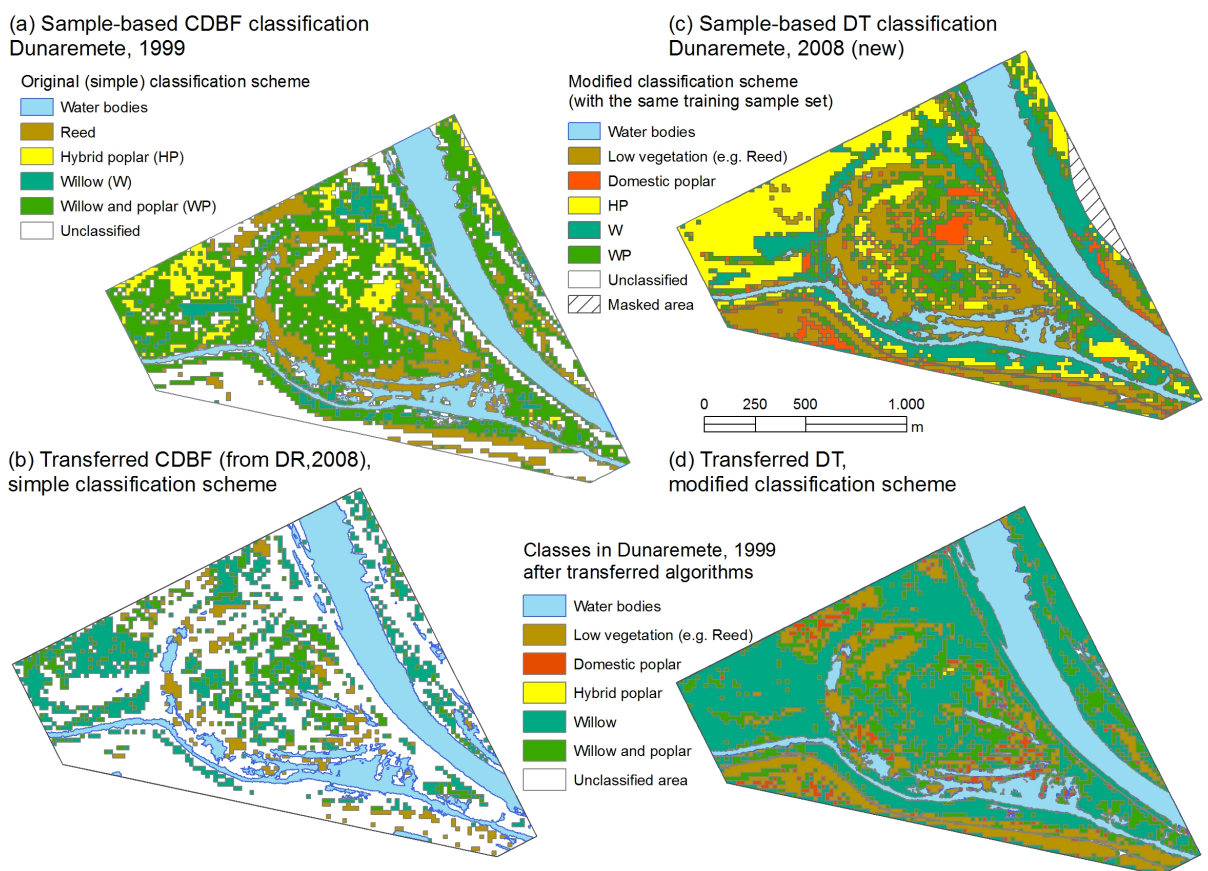 (a) Sample-based CDBF classification
Dunaremete, 1999
Original (simple) classification scheme
Water bodies
Reed
Hybrid poplar (HP)
Willow (W)
Willow and poplar (WP)
Unclassified
(c) Sample-based DT classification
Dunaremete, 2008 (new)
Modified classification scheme
(with the same training sample set)
Water bodies
Low vegetation (e.g. Reed)
Domestic poplar
HP
W
WP
Unclassified
Masked area
0 250 500 1.000
m
(b) Transferred CDBF (from DR,2008),
simple classification scheme
(d) Transferred DT,
modified classification scheme
Classes in Dunaremete, 1999
after transferred algorithms
Water bodies
Low vegetation (e.g. Reed)
Domestic poplar
Hybrid poplar
Willow
Willow and poplar
Unclassified area